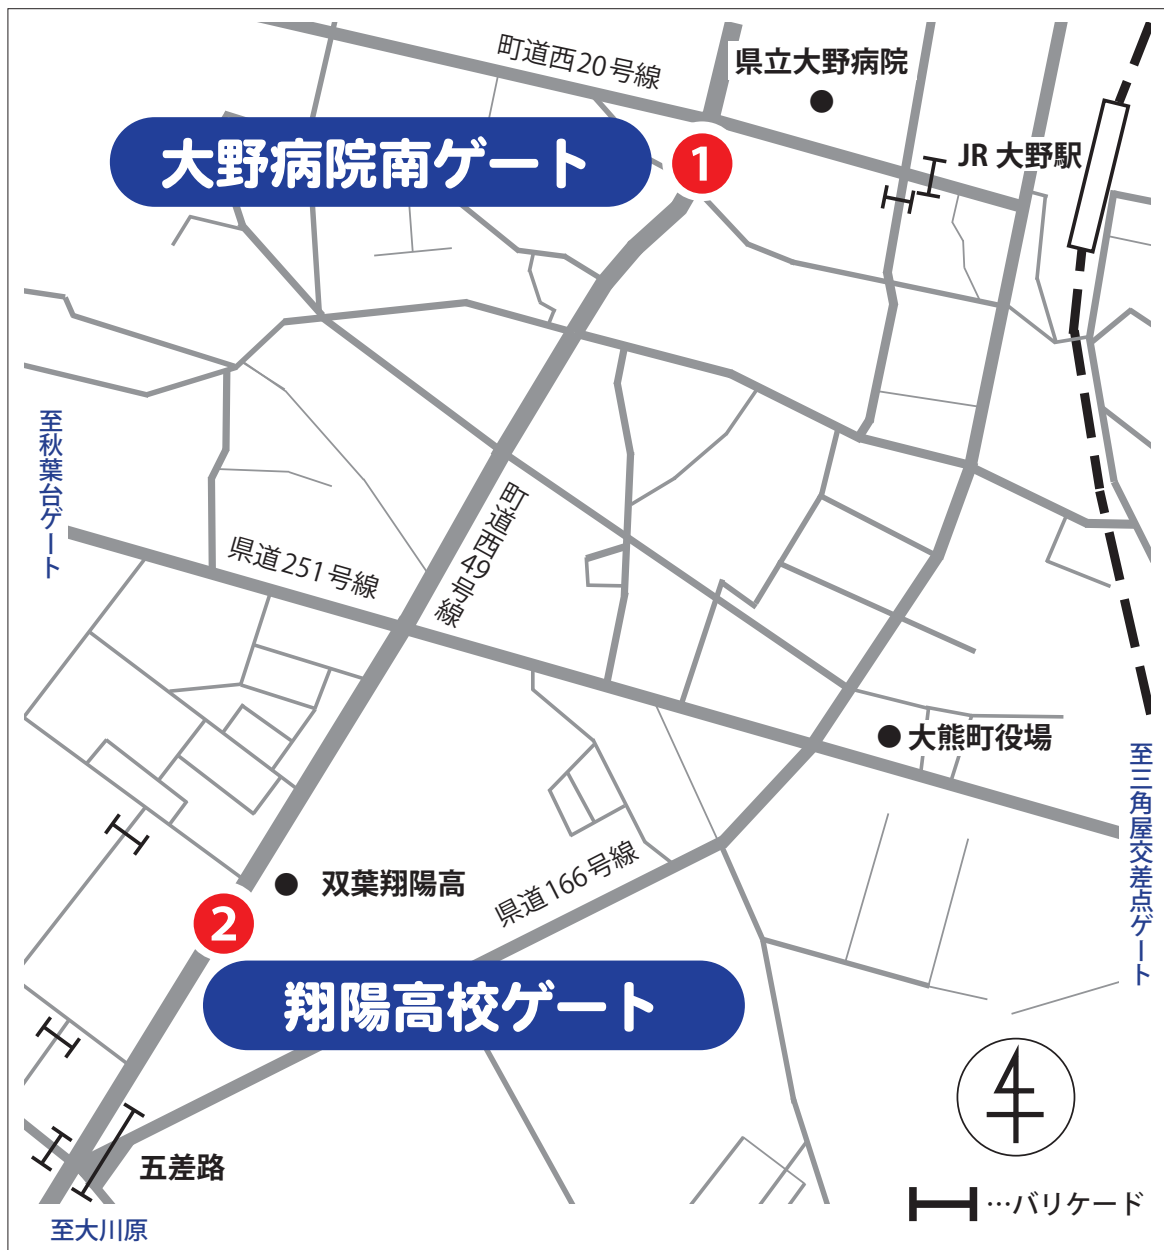 町道西20号線
県立大野病院
大野病院南ゲート
1
JR 大野駅
至秋葉台ゲート
町道西49号線
県道251号線
大熊町役場
至三角屋交差点ゲート
双葉翔陽高
県道166号線
2
翔陽高校ゲート
五差路
…バリケード
至大川原